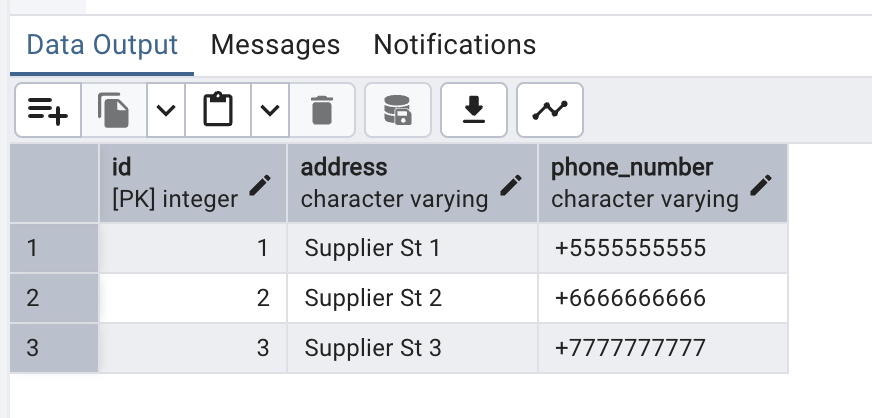 Data Output Messages Notifications
id address phone_number
[PK] integer character varying character varying
1 1 Supplier St 1 +5555555555
2 2 Supplier St 2 +6666666666
3 3 Supplier St 3 +7777777777